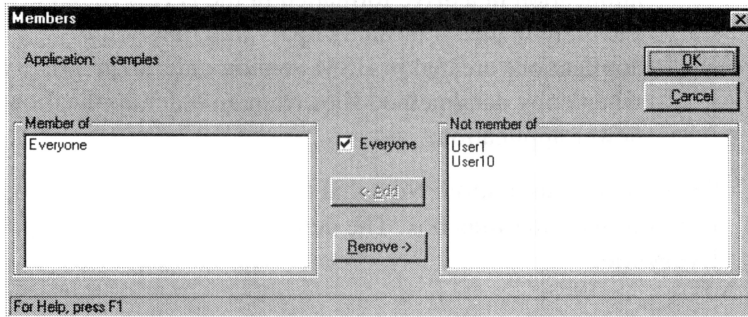 Members
Application: samples
OK
Cancel
Member of
Everyone
Everyone
<- Add
Remove ->
Not member of
User1
User10
For Help, press F1